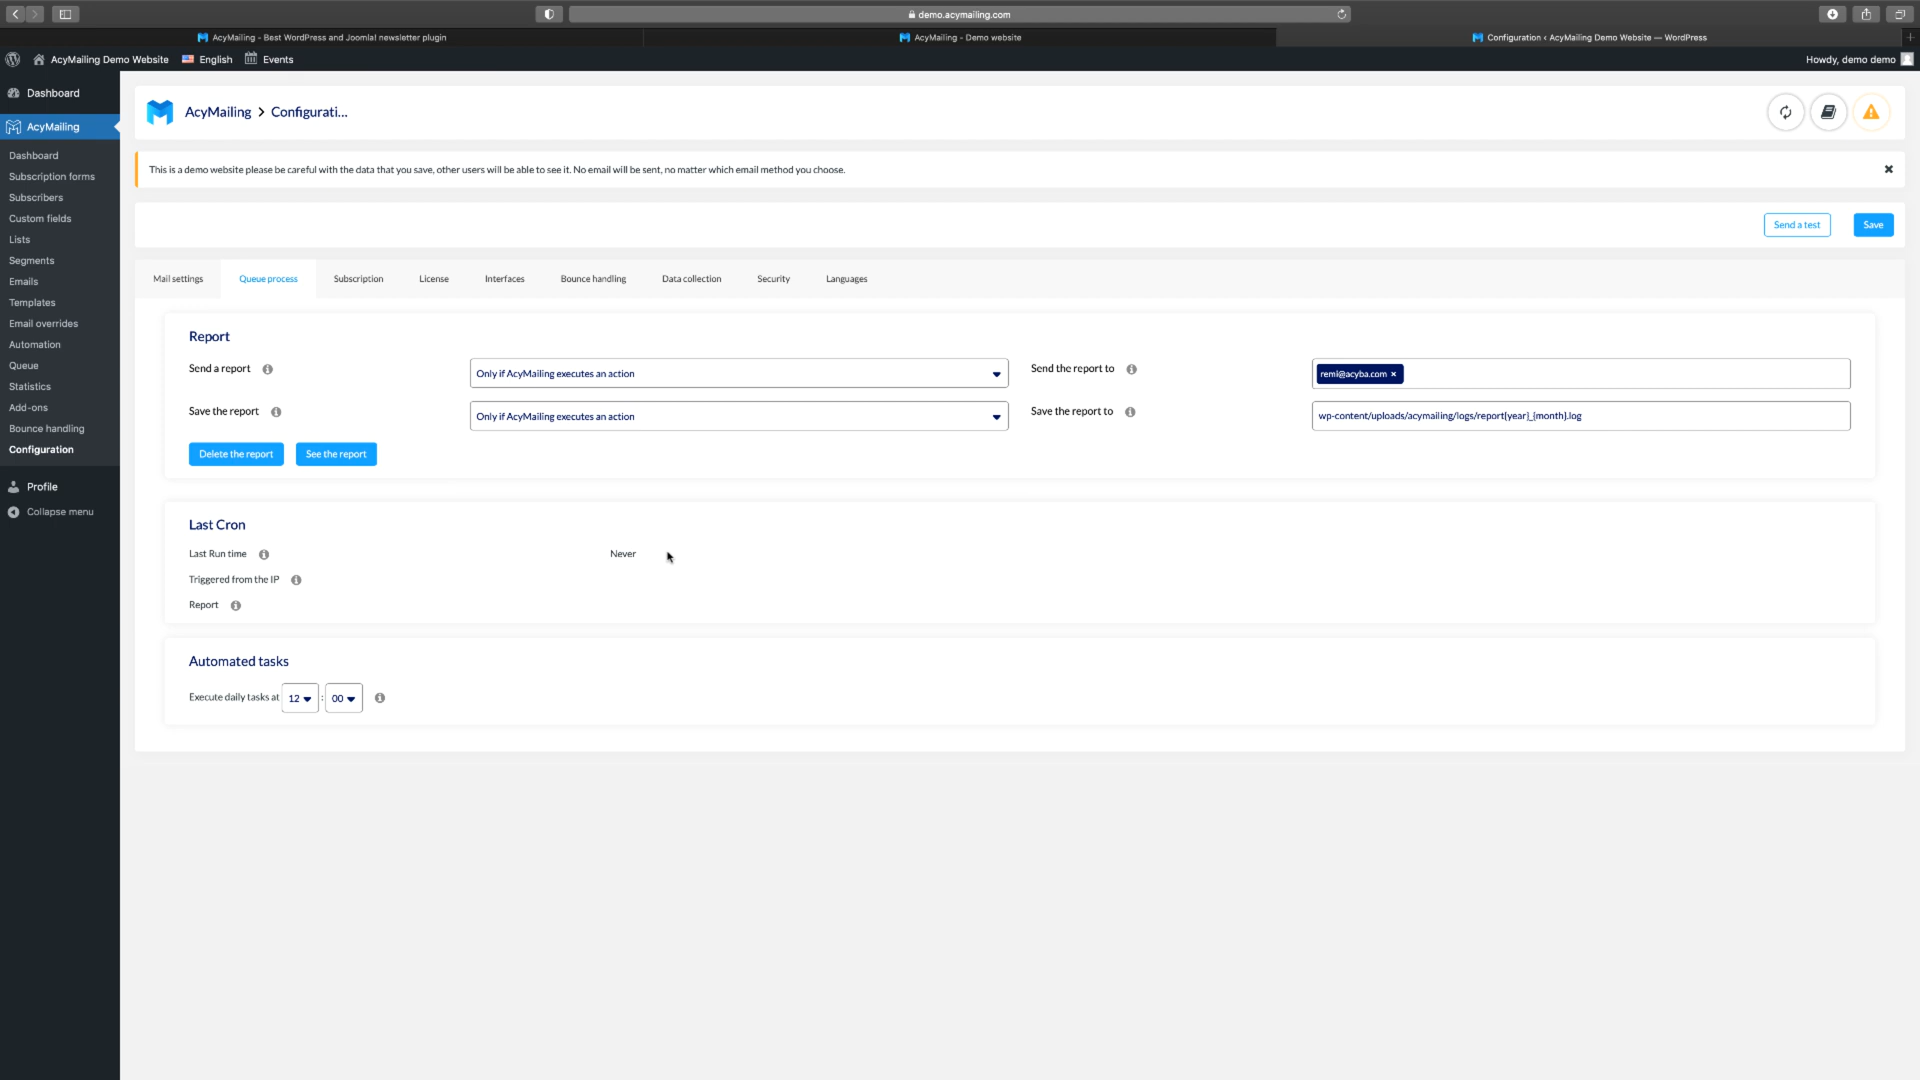 demo.acymailing.com
AcyMailing - Best WordPress and Joomla! newsletter plugin
AcyMailing - Demo website
Configuration ‹ AcyMailing Demo Website — WordPress
AcyMailing Demo Website
English
Events
Howdy, demo demo
Dashboard
AcyMailing
Dashboard
Subscription forms
Subscribers
Custom fields
Lists
Segments
Emails
Templates
Email overrides
Automation
Queue
Statistics
Add-ons
Bounce handling
Configuration
Profile
Collapse menu
AcyMailing > Configurati...
This is a demo website please be careful with the data that you save, other users will be able to see it. No email will be sent, no matter which email method you choose.
Send a test
Save
Mail settings
Queue process
Subscription
License
Interfaces
Bounce handling
Data collection
Security
Languages
Report
Send a report
Only if AcyMailing executes an action
Send the report to
remi@acyba.com ×
Save the report
Only if AcyMailing executes an action
Save the report to
wp-content/uploads/acymailing/logs/report{year}_{month}.log
Delete the report
See the report
Last Cron
Last Run time
Never
Triggered from the IP
Report
Automated tasks
Execute daily tasks at 12 : 00